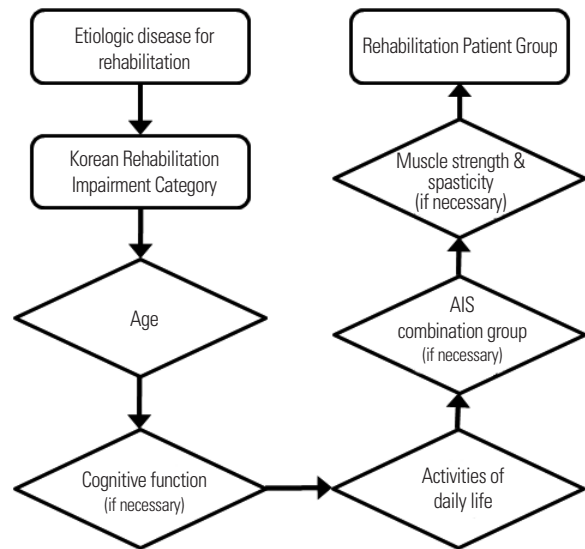 Etiologic disease for
rehabilitation
Korean Rehabilitation
Impairment Category
Age
Cognitive function
(if necessary)
Activities of
daily life
AIS
combination group
(if necessary)
Muscle strength &
spasticity
(if necessary)
Rehabilitation Patient Group